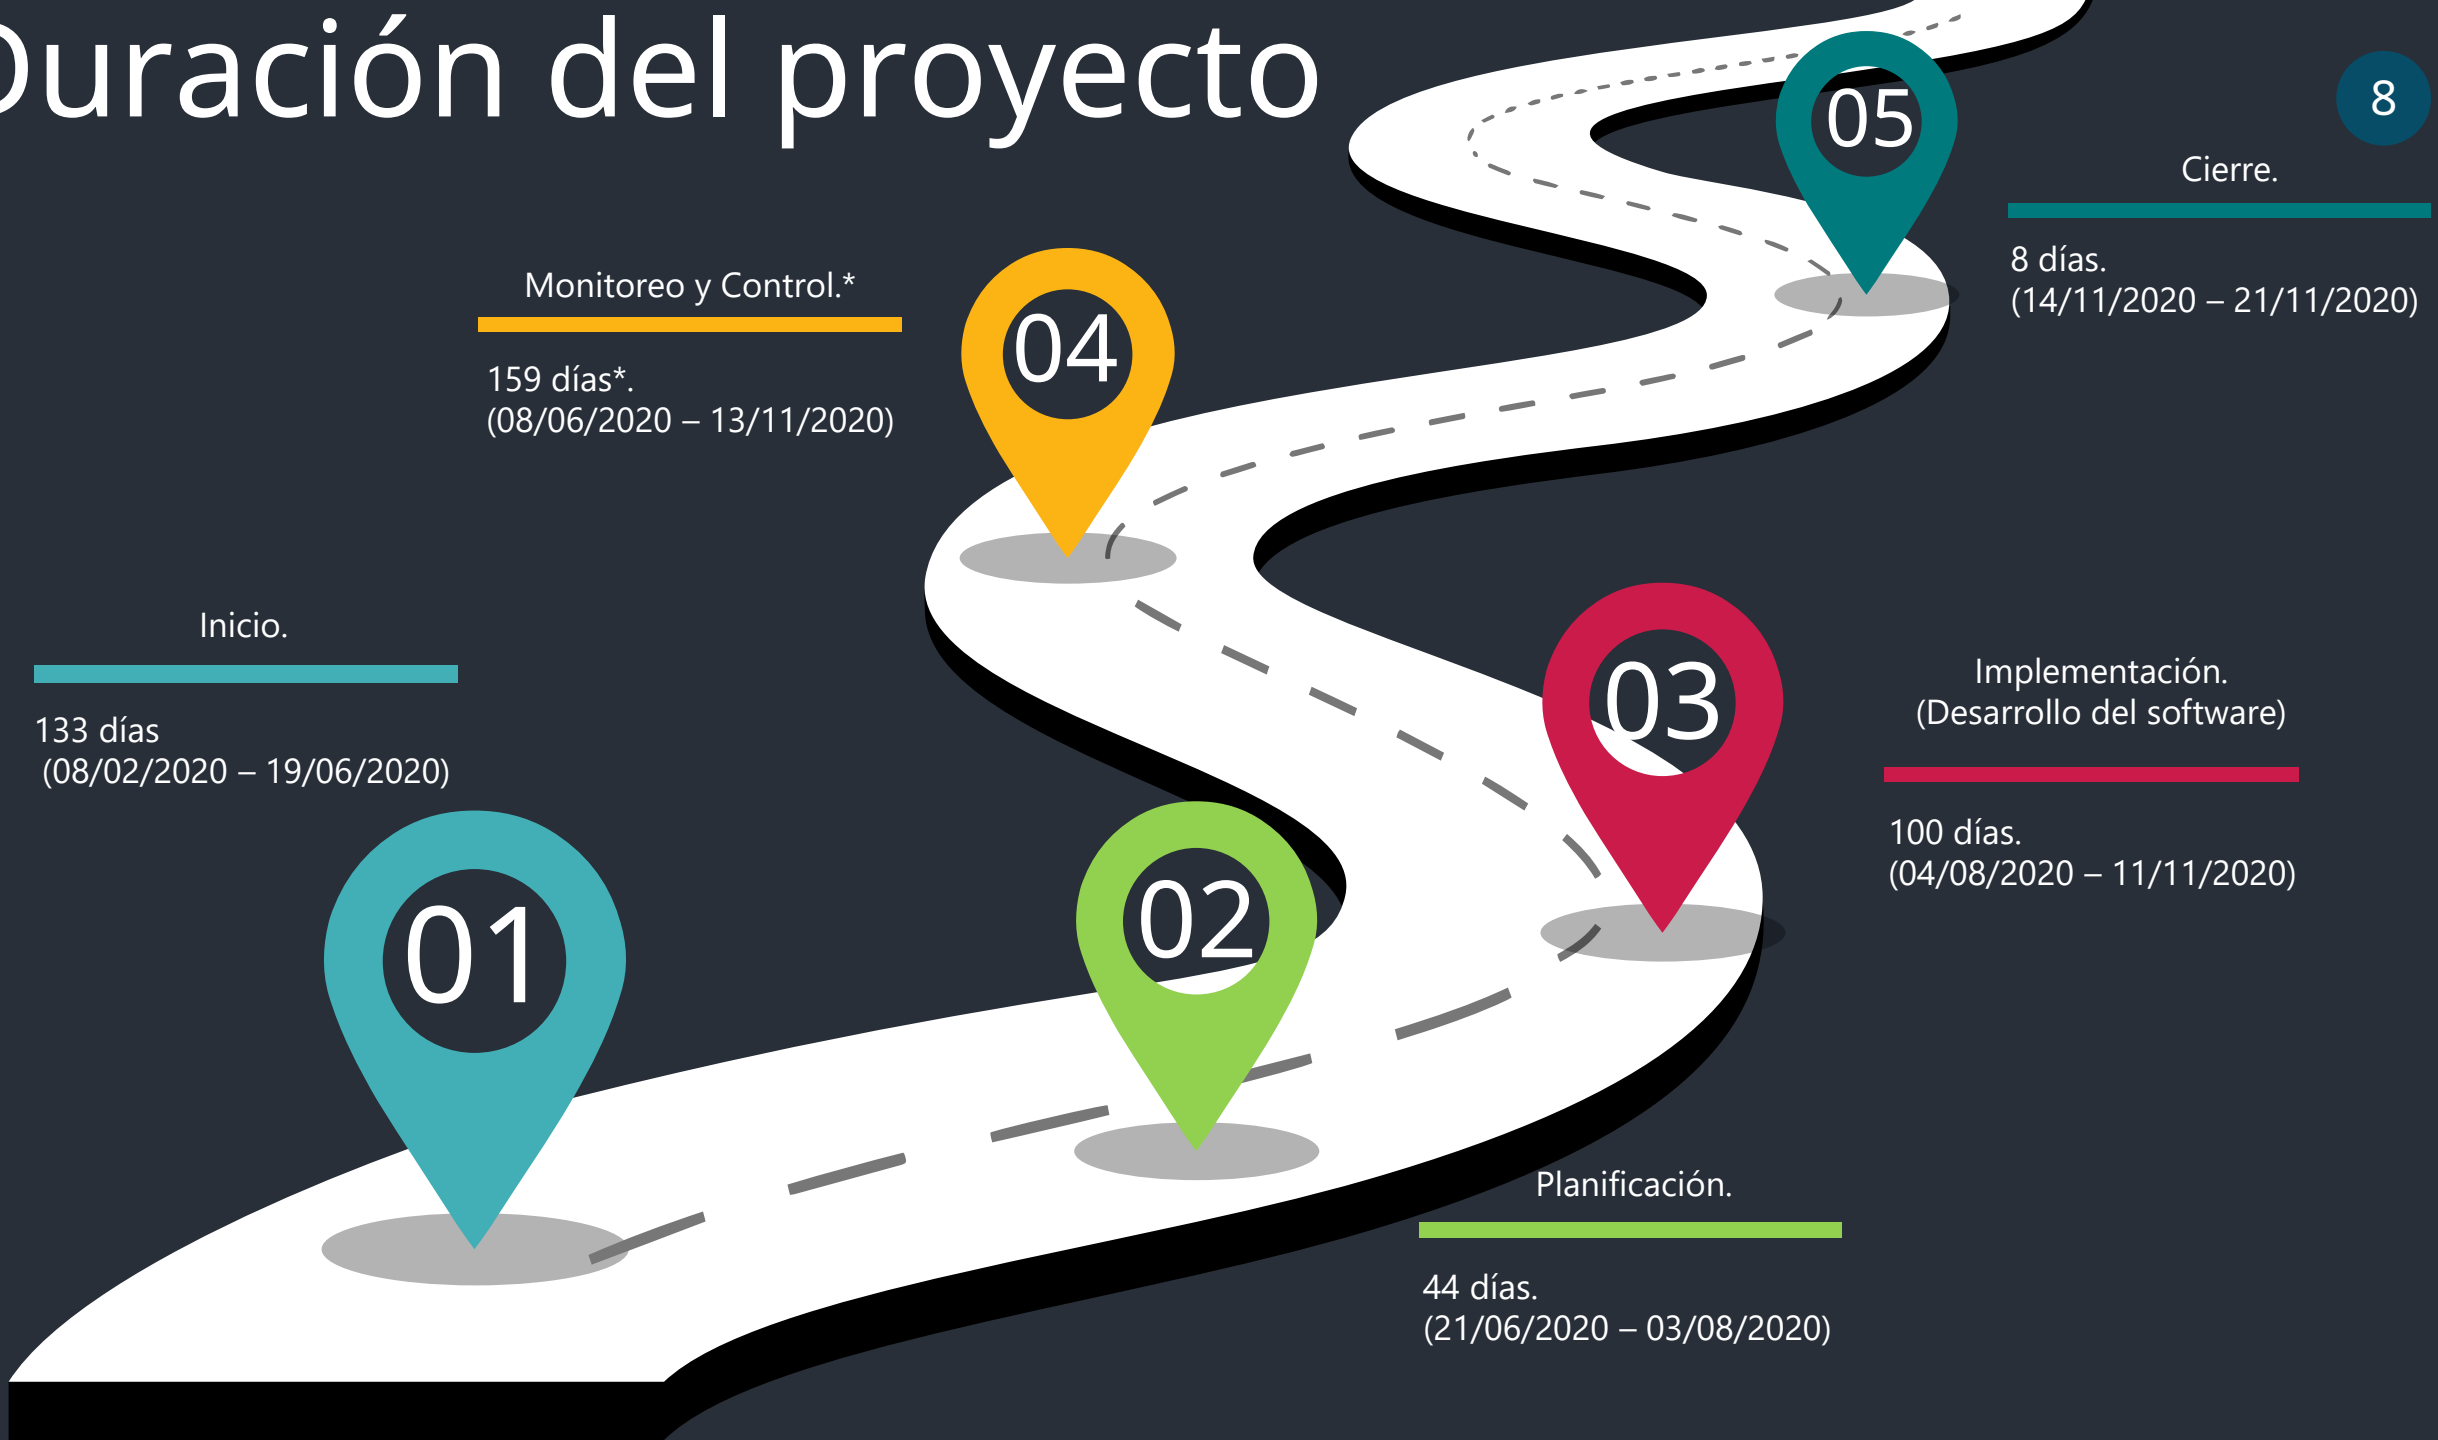 Duración del proyecto
8
05
Cierre.
8 días.
(14/11/2020 – 21/11/2020)
Monitoreo y Control.*
159 días*.
(08/06/2020 – 13/11/2020)
04
Inicio.
133 días
(08/02/2020 – 19/06/2020)
03
Implementación.
(Desarrollo del software)
100 días.
(04/08/2020 – 11/11/2020)
01
02
Planificación.
44 días.
(21/06/2020 – 03/08/2020)